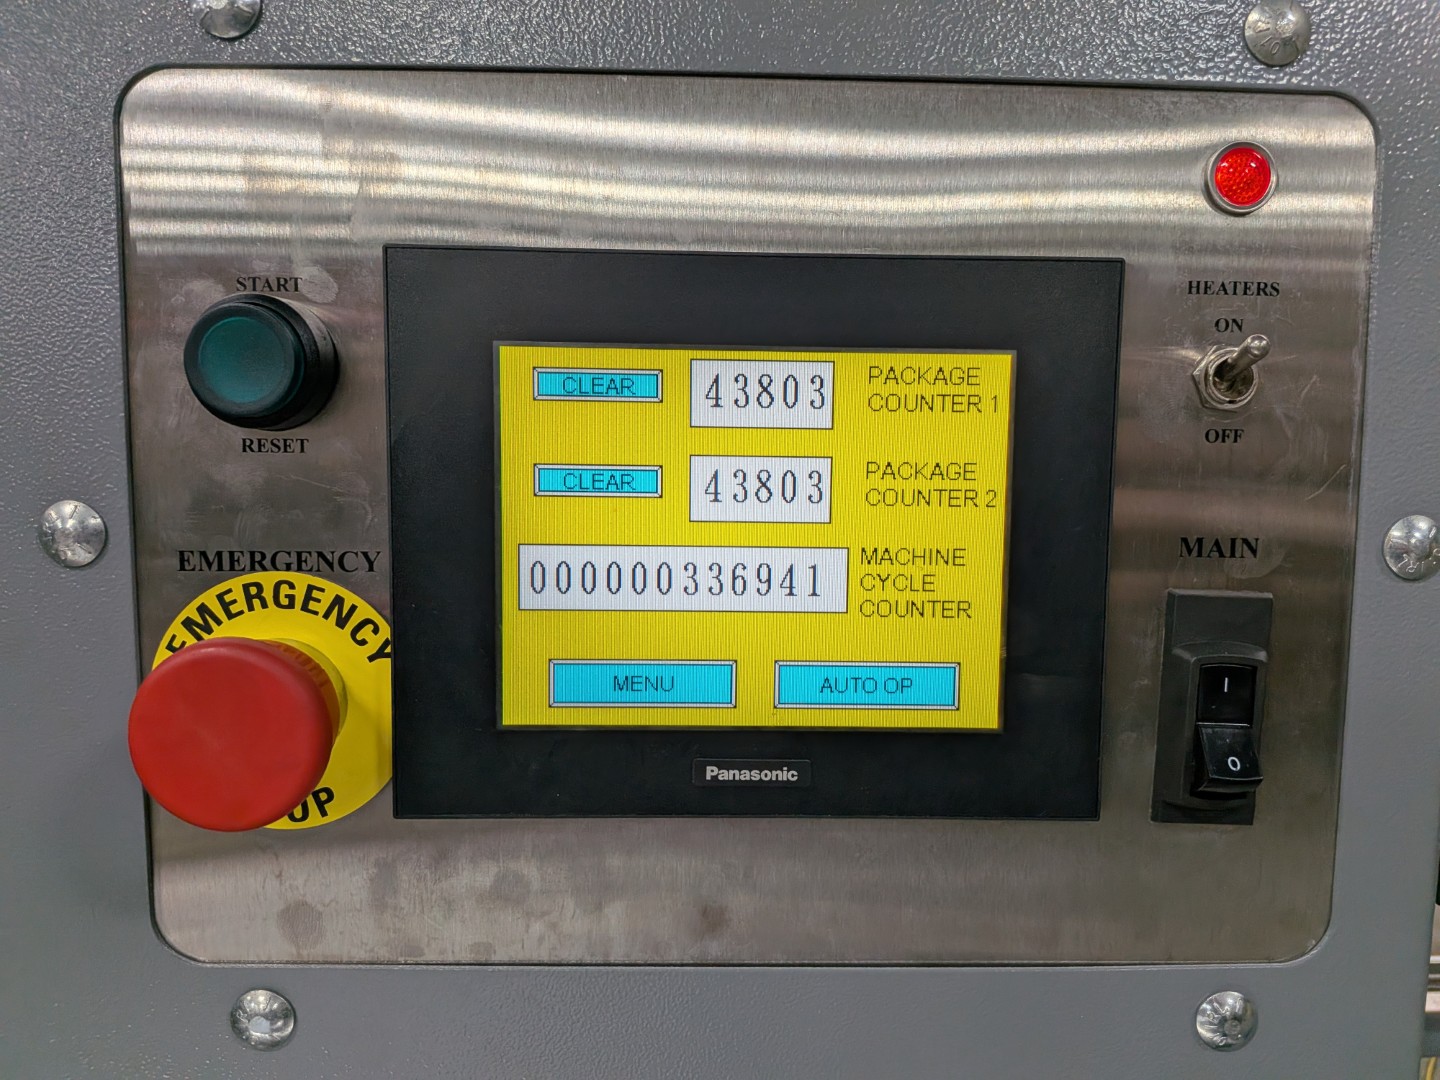 START
RESET
EMERGENCY
EMERGENCY
CLEAR
43803
PACKAGE
COUNTER 1
CLEAR
43803
PACKAGE
COUNTER 2
000000336941
MACHINE
CYCLE
COUNTER
MENU
AUTO OP
Panasonic
HEATERS
ON
OFF
MAIN
I
O